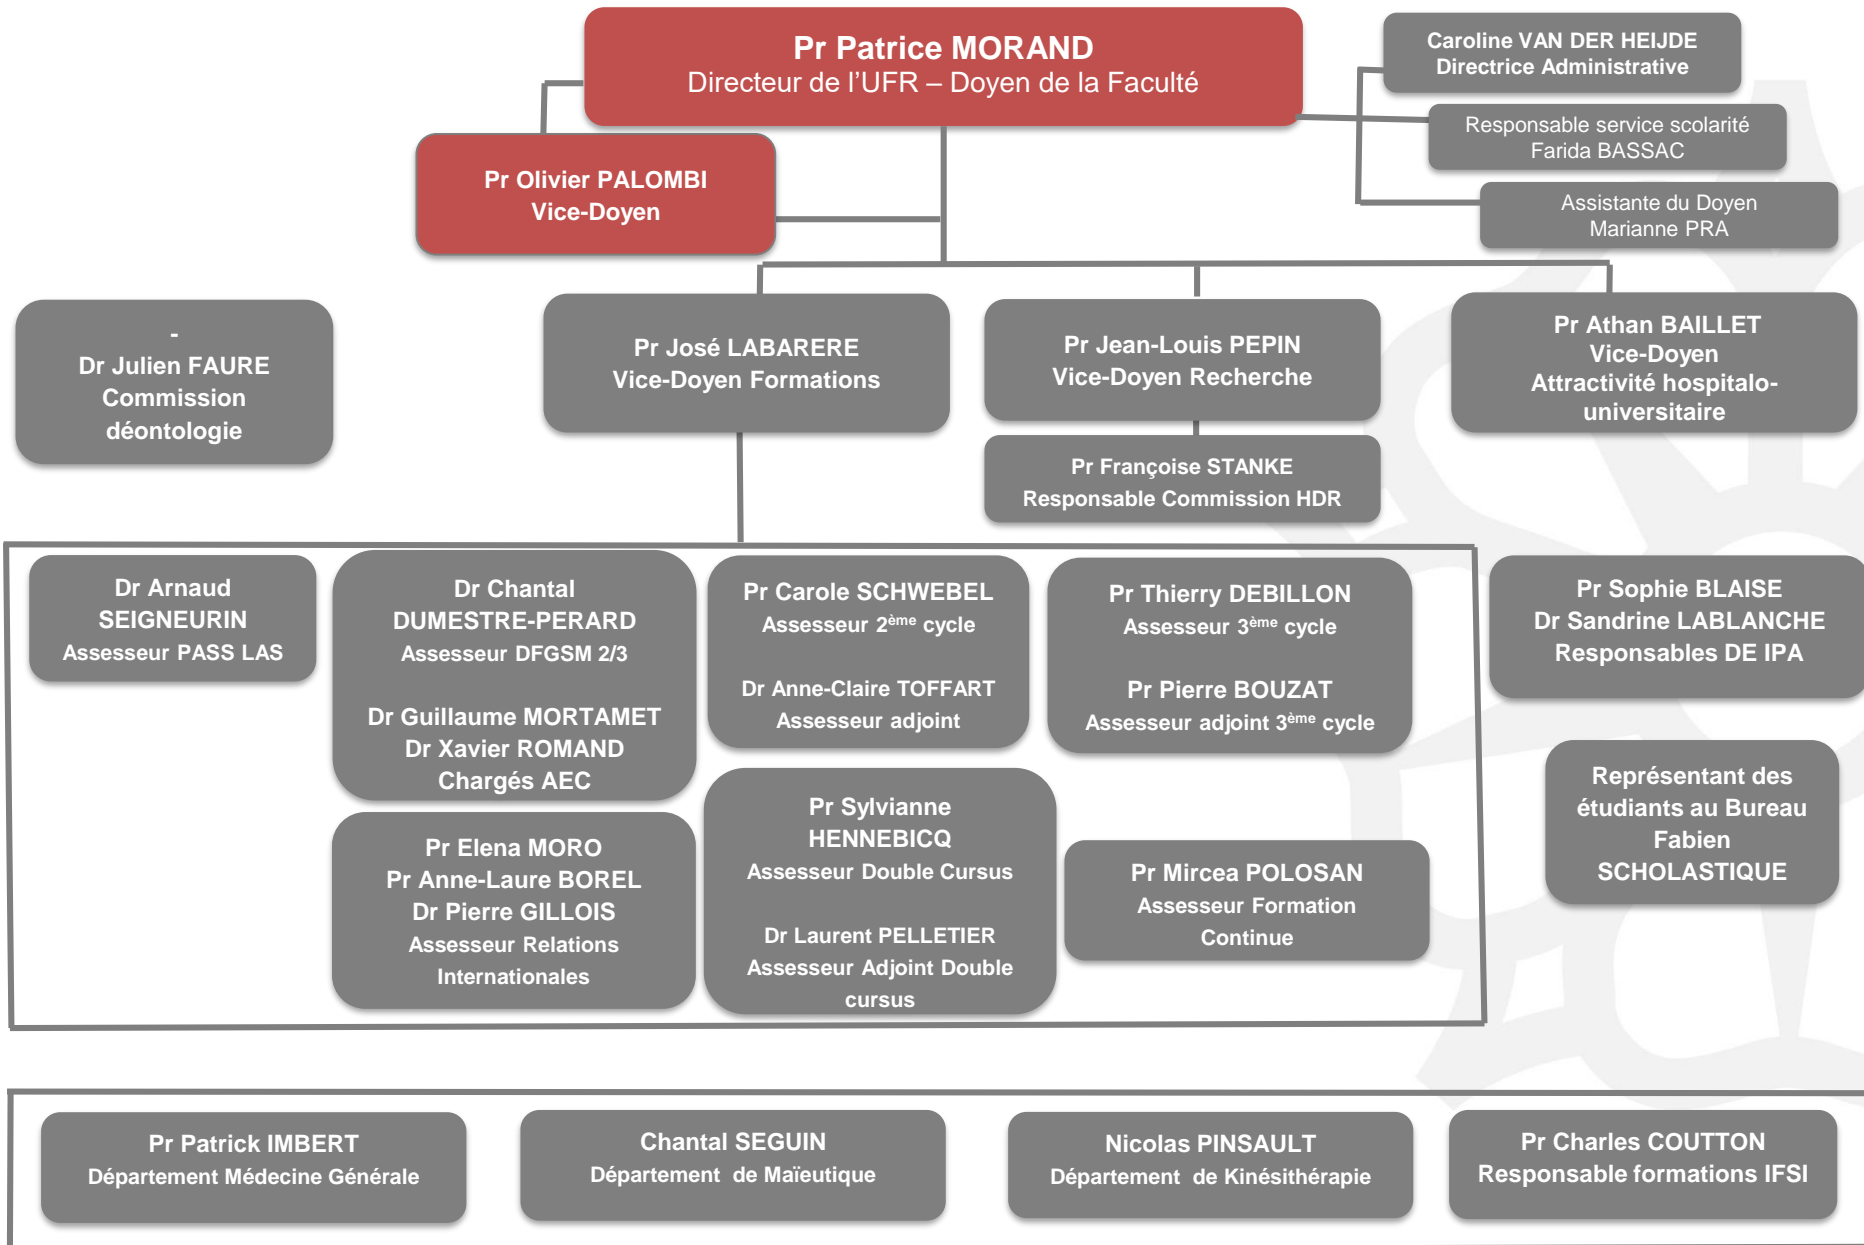 Pr Patrice MORAND
Directeur de l'UFR – Doyen de la Faculté
Caroline VAN DER HEIJDE
Directrice Administrative
Responsable service scolarité
Farida BASSAC
Assistante du Doyen
Marianne PRA
Pr Olivier PALOMBI
Vice-Doyen
-
Dr Julien FAURE
Commission
déontologie
Pr José LABARERE
Vice-Doyen Formations
Pr Jean-Louis PEPIN
Vice-Doyen Recherche
Pr Athan BAILLET
Vice-Doyen
Attractivité hospitalo-
universitaire
Pr Françoise STANKE
Responsable Commission HDR
Dr Arnaud
SEIGNEURIN
Assesseur PASS LAS
Dr Chantal
DUMESTRE-PERARD
Assesseur DFGSM 2/3
Dr Guillaume MORTAMET
Dr Xavier ROMAND
Chargés AEC
Pr Carole SCHWEBEL
Assesseur 2ème cycle
Dr Anne-Claire TOFFART
Assesseur adjoint
Pr Thierry DEBILLON
Assesseur 3ème cycle
Pr Pierre BOUZAT
Assesseur adjoint 3ème cycle
Pr Sophie BLAISE
Dr Sandrine LABLANCHE
Responsables DE IPA
Pr Elena MORO
Pr Anne-Laure BOREL
Dr Pierre GILLOIS
Assesseur Relations
Internationales
Pr Sylvianne
HENNEBICQ
Assesseur Double Cursus
Dr Laurent PELLETIER
Assesseur Adjoint Double
cursus
Pr Mircea POLOSAN
Assesseur Formation
Continue
Représentant des
étudiants au Bureau
Fabien
SCHOLASTIQUE
Pr Patrick IMBERT
Département Médecine Générale
Chantal SEGUIN
Département de Maïeutique
Nicolas PINSAULT
Département de Kinésithérapie
Pr Charles COUTTON
Responsable formations IFSI